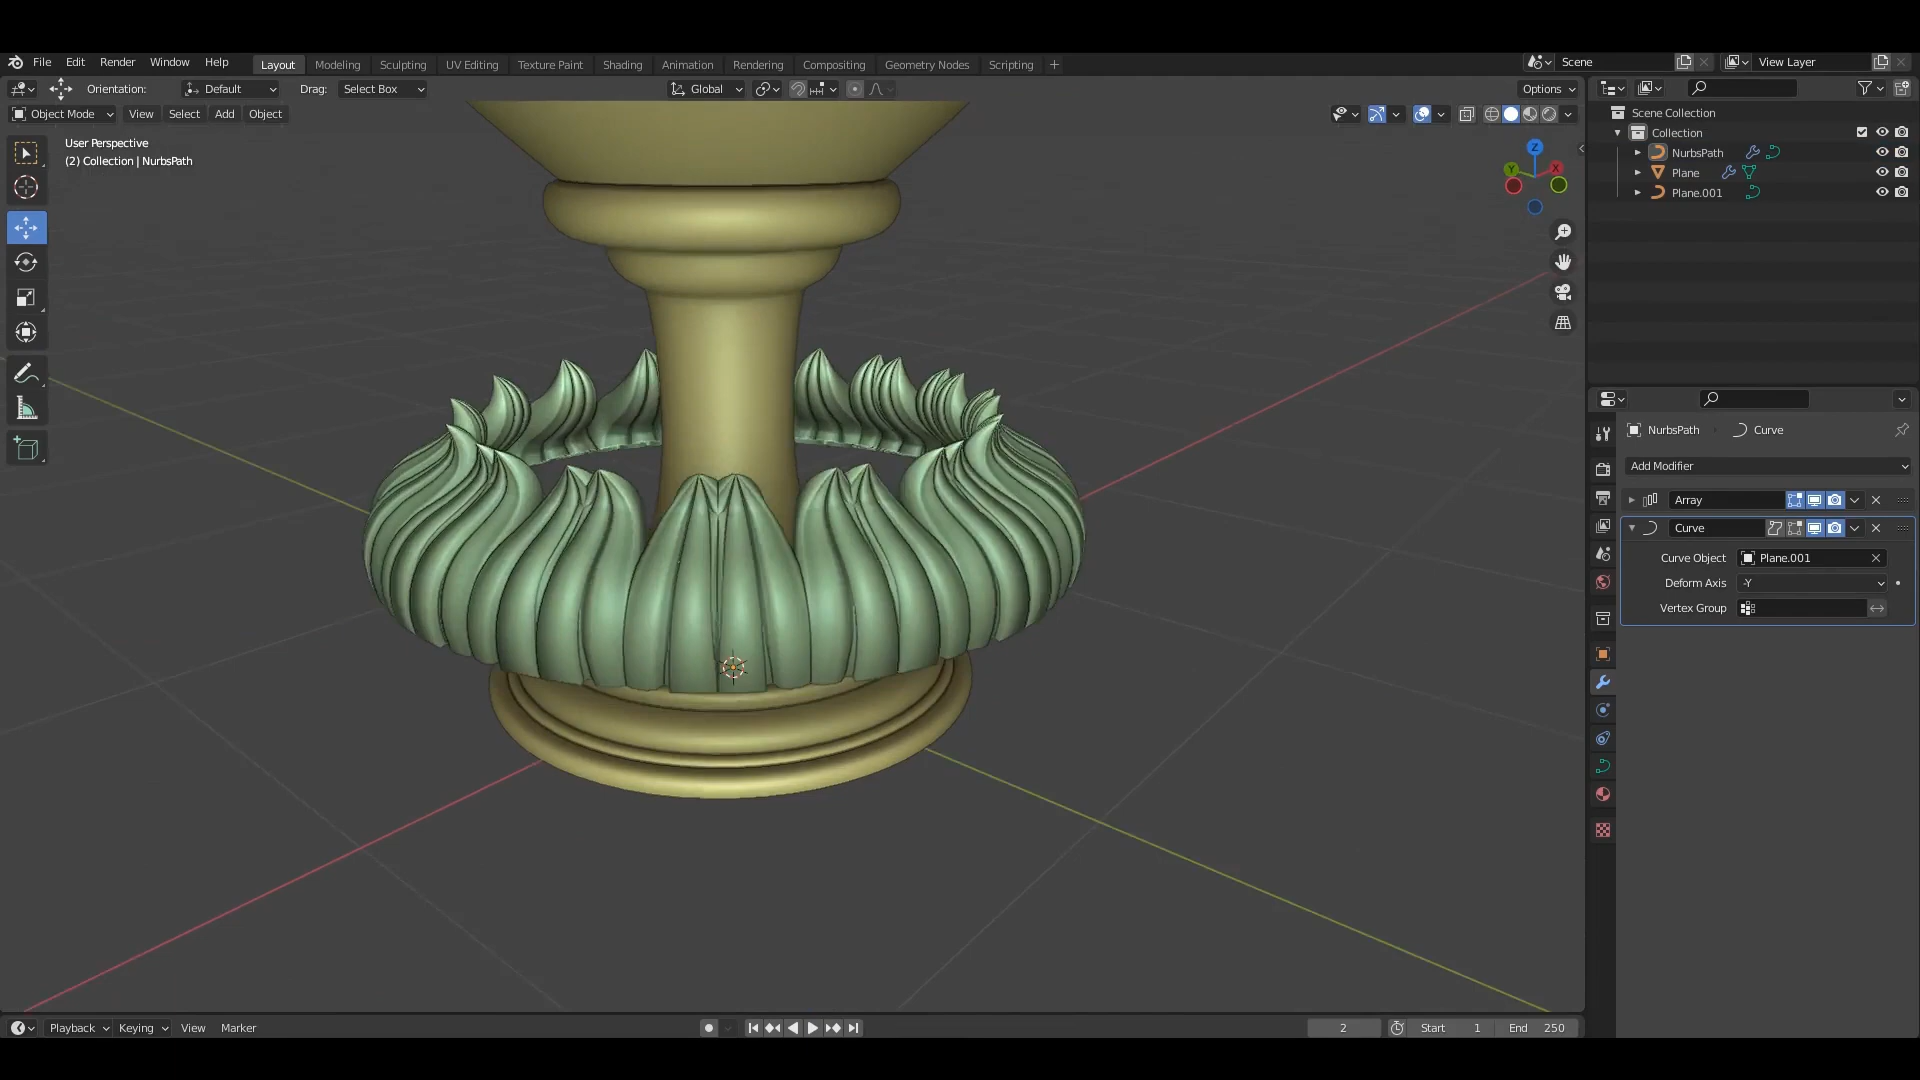 File Edit Render Window Help Layout Modeling Sculpting UV Editing Texture Paint Shading Animation Rendering Compositing Geometry Nodes Scripting + Scene View Layer
Orientation: Default Drag: Select Box Global Options
Object Mode View Select Add Object
User Perspective
(2) Collection | NurbsPath
Z
Y
X
Scene Collection
Collection
NurbsPath
Plane
Plane.001
NurbsPath Curve
Add Modifier
Array
Curve
Curve Object Plane.001
Deform Axis -Y
Vertex Group
Playback Keying View Marker 2 Start 1 End 250